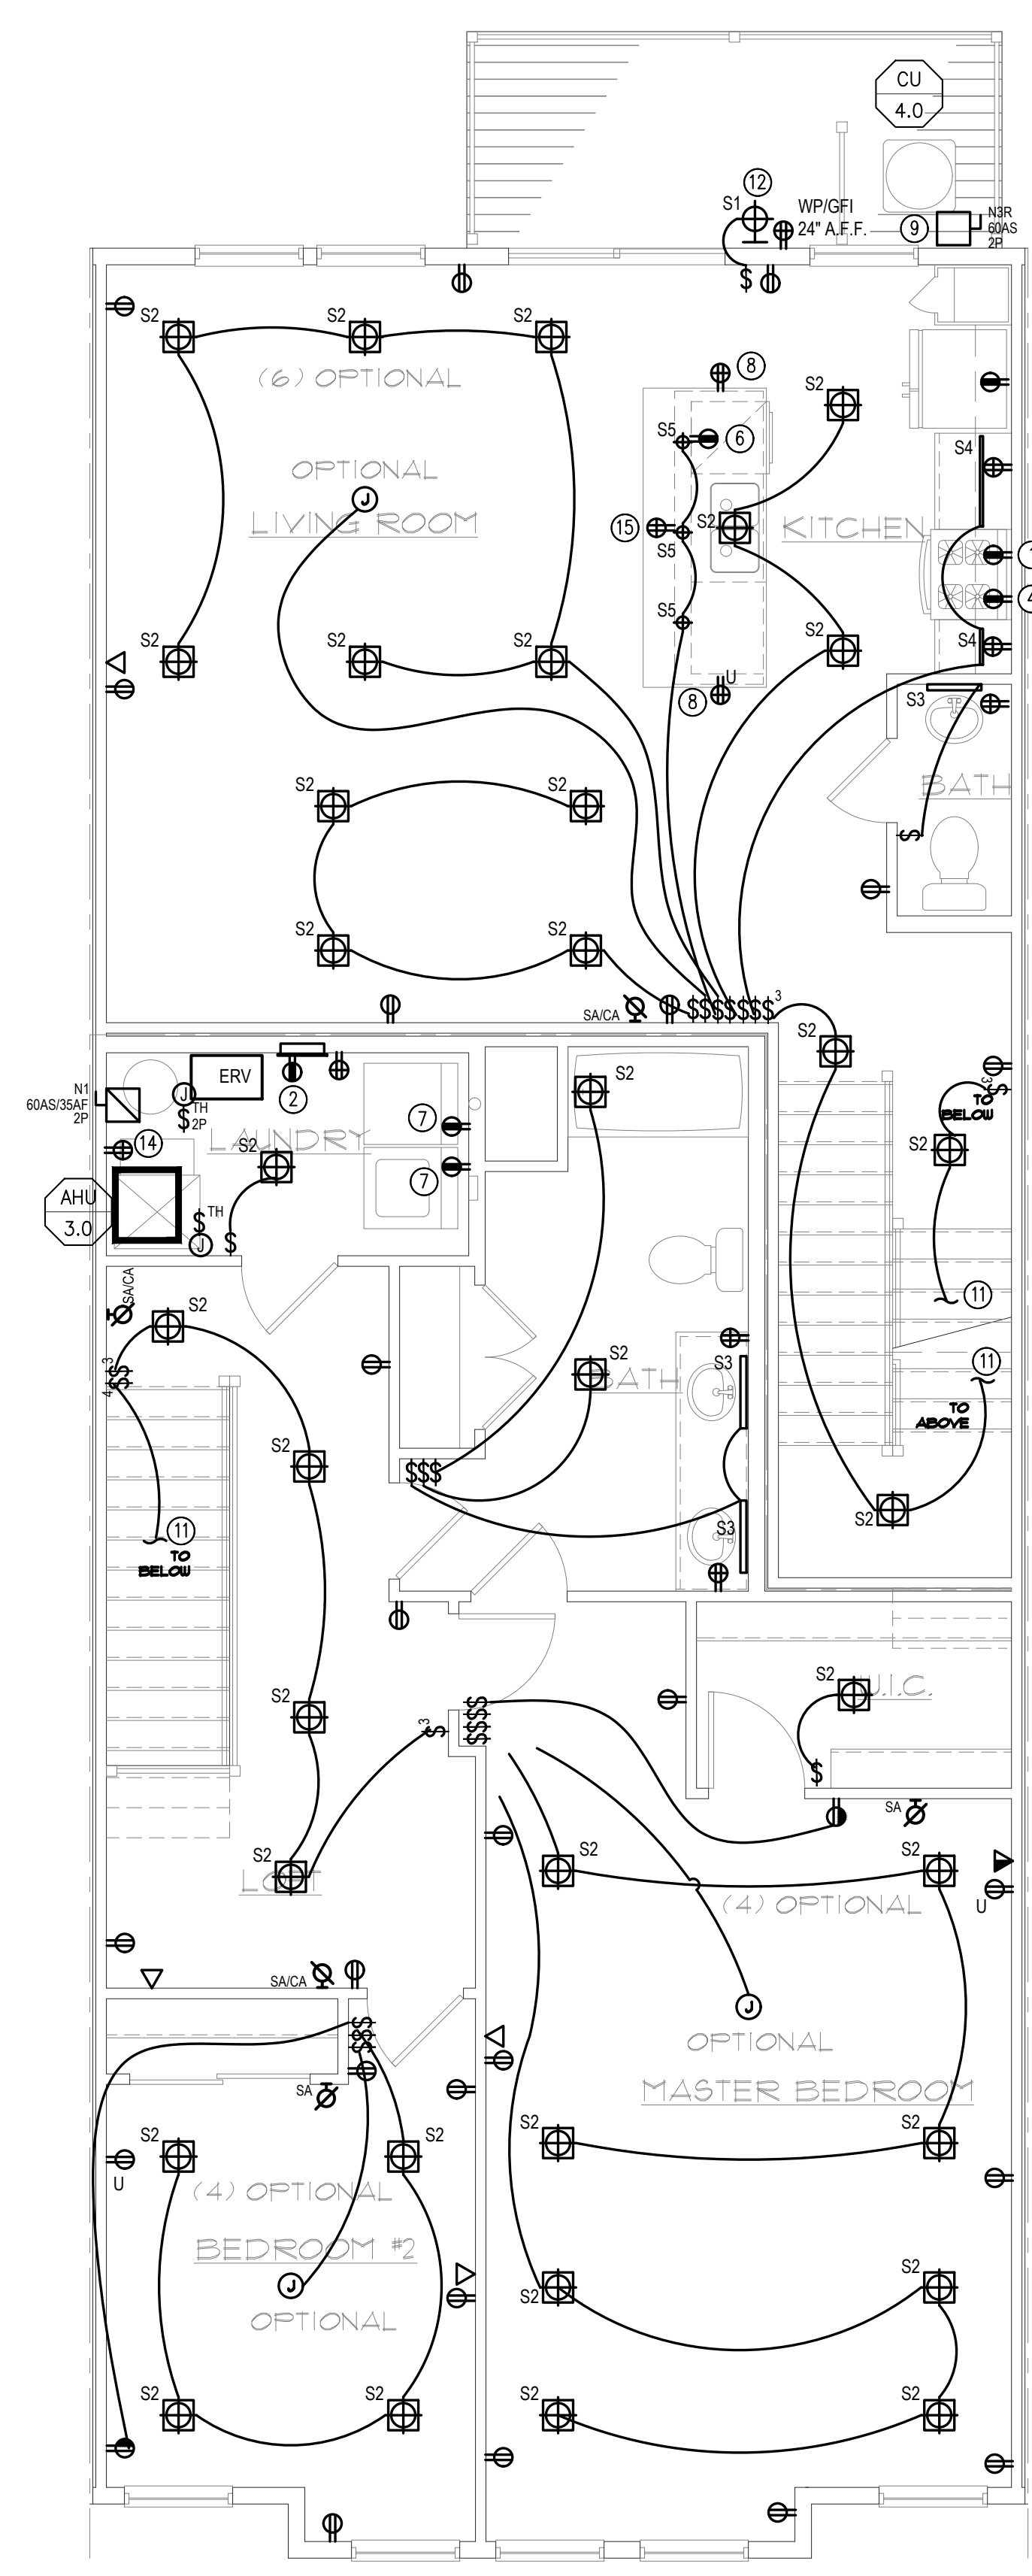 CU
4.0
12
S1
WP/GFI
24" A.F.F.
9
N3R
60AS
2P
$
S2
S2
S2
(6) OPTIONAL
8
S2
S5
6
S4
OPTIONAL
J
LIVING ROOM
15
S2
KITCHEN
S5
S5
S2
S2
S2
S2
S4
U
8
S3
BATH
$
S2
S2
S2
S2
SA/CA
$$$$$$$3
S2
ERV
N1
60AS/35AF
2P
J
$
TH
2P
2
S2
7
3
$
TO
BELOW
14
LAUNDRY
S2
7
S2
AHU
3.0
$
TH
J
$
SA/CA
S2
11
3
4
$$
S2
BATH
S3
11
TO
ABOVE
S2
$$$
11
TO
BELOW
S3
S2
S2
$$$$
3
$
S2
W.I.C.
$
SA
S2
LOFT
S2
S2
(4) OPTIONAL
U
SA/CA
J
$$$
OPTIONAL
SA
MASTER BEDROOM
S2
S2
S2
S2
U
(4) OPTIONAL
BEDROOM #2
J
OPTIONAL
S2
S2
S2
S2
S2
S2